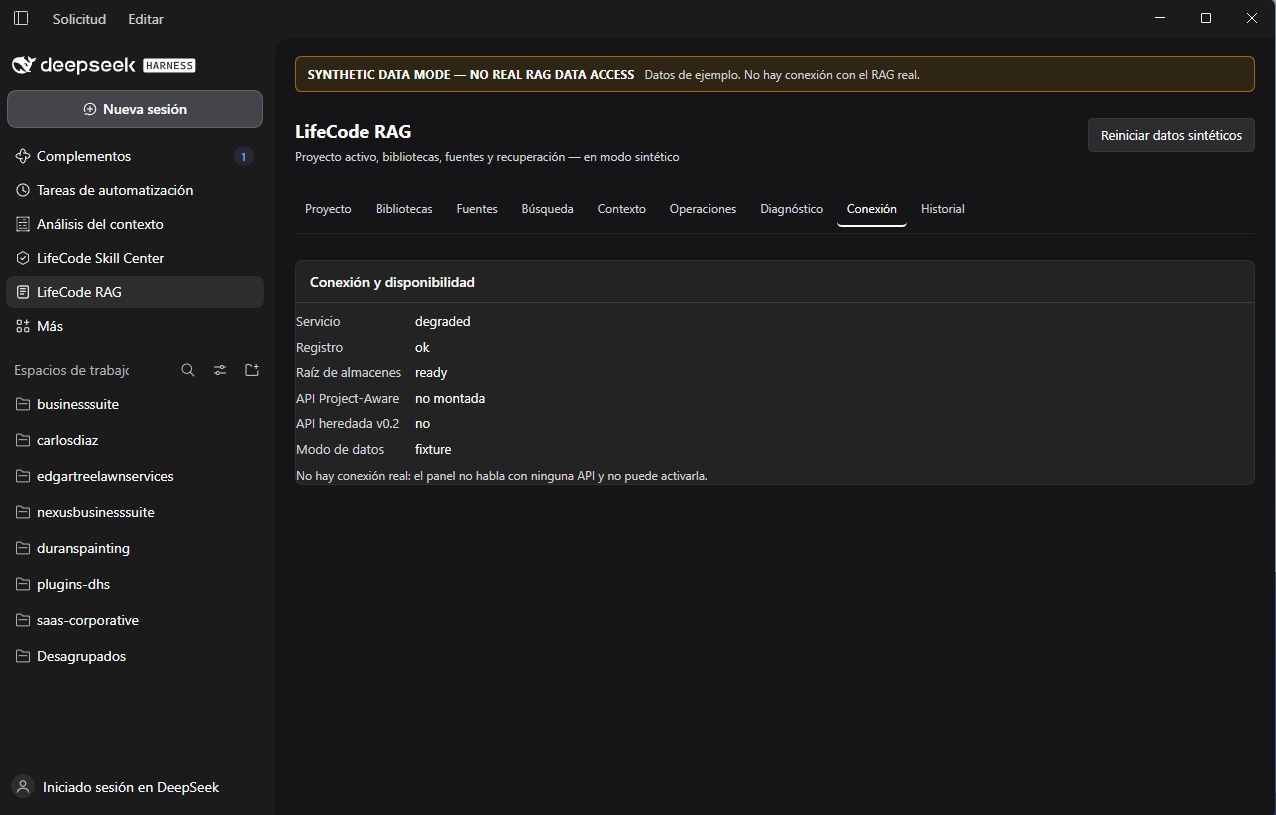 Solicitud Editar
deepseek HARNESS
Nueva sesión
Complementos 1
Tareas de automatización
Análisis del contexto
LifeCode Skill Center
LifeCode RAG
Más
Espacios de trabajo
businesssuite
carlosdiaz
edgartreelawnservices
nexusbusinesssuite
duranspainting
plugins-dhs
saas-corporative
Desagrupados
Iniciado sesión en DeepSeek
SYNTHETIC DATA MODE — NO REAL RAG DATA ACCESS Datos de ejemplo. No hay conexión con el RAG real.
LifeCode RAG
Proyecto activo, bibliotecas, fuentes y recuperación — en modo sintético
Reiniciar datos sintéticos
Proyecto Bibliotecas Fuentes Búsqueda Contexto Operaciones Diagnóstico Conexión Historial
Conexión y disponibilidad
Servicio degraded
Registro ok
Raíz de almacenes ready
API Project-Aware no montada
API heredada v0.2 no
Modo de datos fixture
No hay conexión real: el panel no habla con ninguna API y no puede activarla.